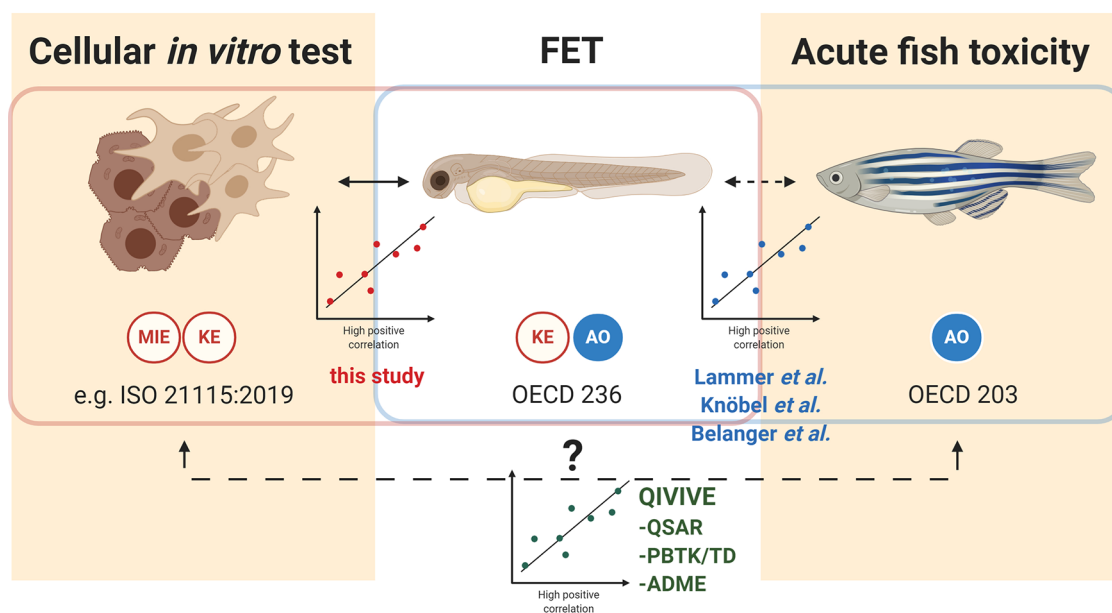 Cellular in vitro test
FET
Acute fish toxicity
High positive
correlation
this study
MIE
KE
e.g. ISO 21115:2019
KE
AO
OECD 236
High positive
correlation
Lammer et al.
Knöbel et al.
Belanger et al.
AO
OECD 203
?
QIVIVE
-QSAR
-PBTK/TD
-ADME
High positive
correlation